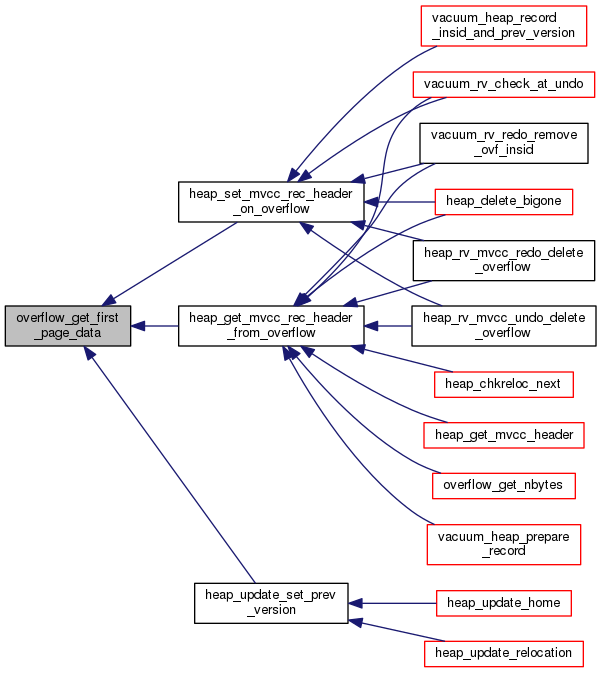 vacuum_heap_record
_insid_and_prev_version
vacuum_rv_check_at_undo
vacuum_rv_redo_remove
_ovf_insid
heap_set_mvcc_rec_header
_on_overflow
heap_delete_bigone
heap_rv_mvcc_redo_delete
_overflow
overflow_get_first
_page_data
heap_get_mvcc_rec_header
_from_overflow
heap_rv_mvcc_undo_delete
_overflow
heap_chkreloc_next
heap_get_mvcc_header
overflow_get_nbytes
vacuum_heap_prepare
_record
heap_update_set_prev
_version
heap_update_home
heap_update_relocation